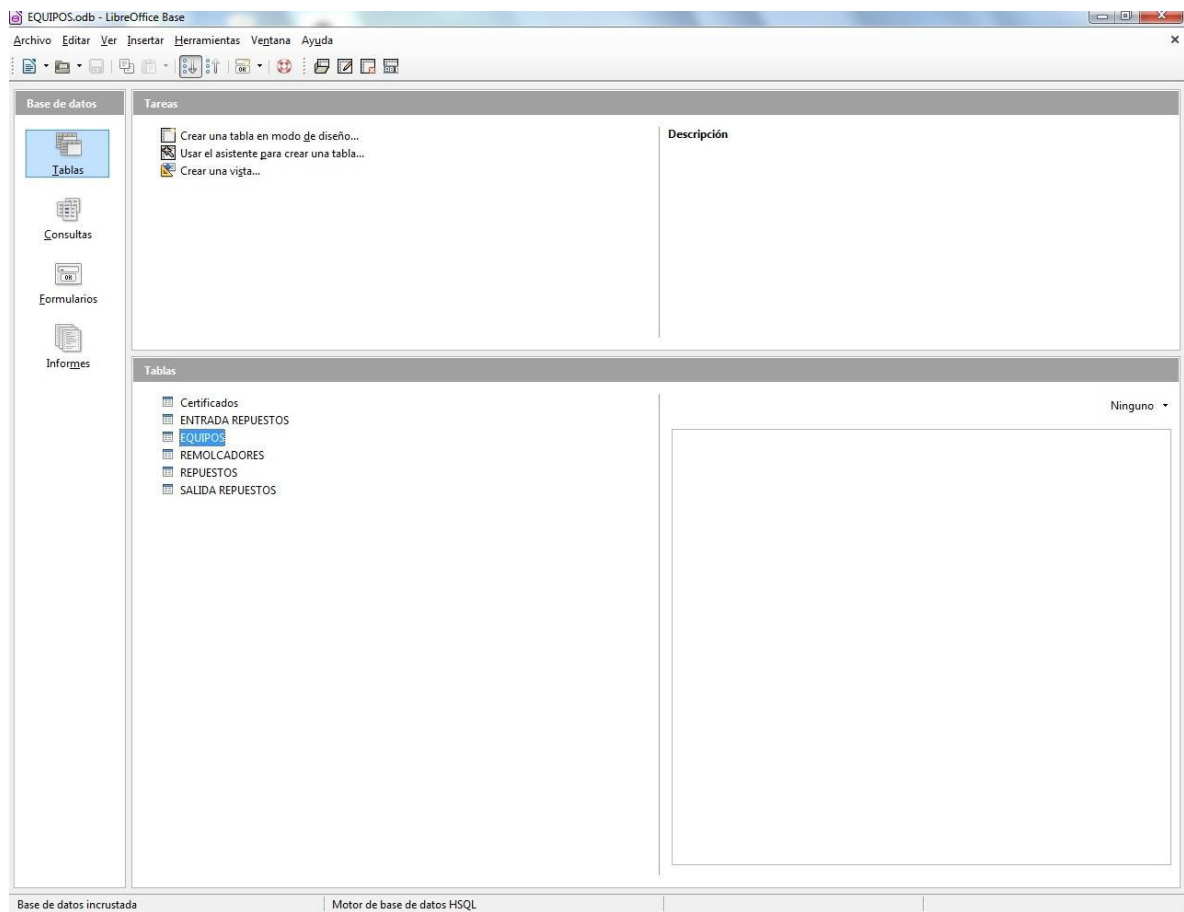 EQUIPOS.odb - LibreOffice Base
Archivo Editar Ver Insertar Herramientas Ventana Ayuda
Base de datos
Tareas
Tablas
Consultas
Formularios
Informes
Crear una tabla en modo de diseño...
Usar el asistente para crear una tabla...
Crear una vista...
Descripción
Tablas
Certificados
ENTRADA REPUESTOS
EQUIPOS
REMOLCADORES
REPUESTOS
SALIDA REPUESTOS
Ninguno
Base de datos incrustada
Motor de base de datos HSQL